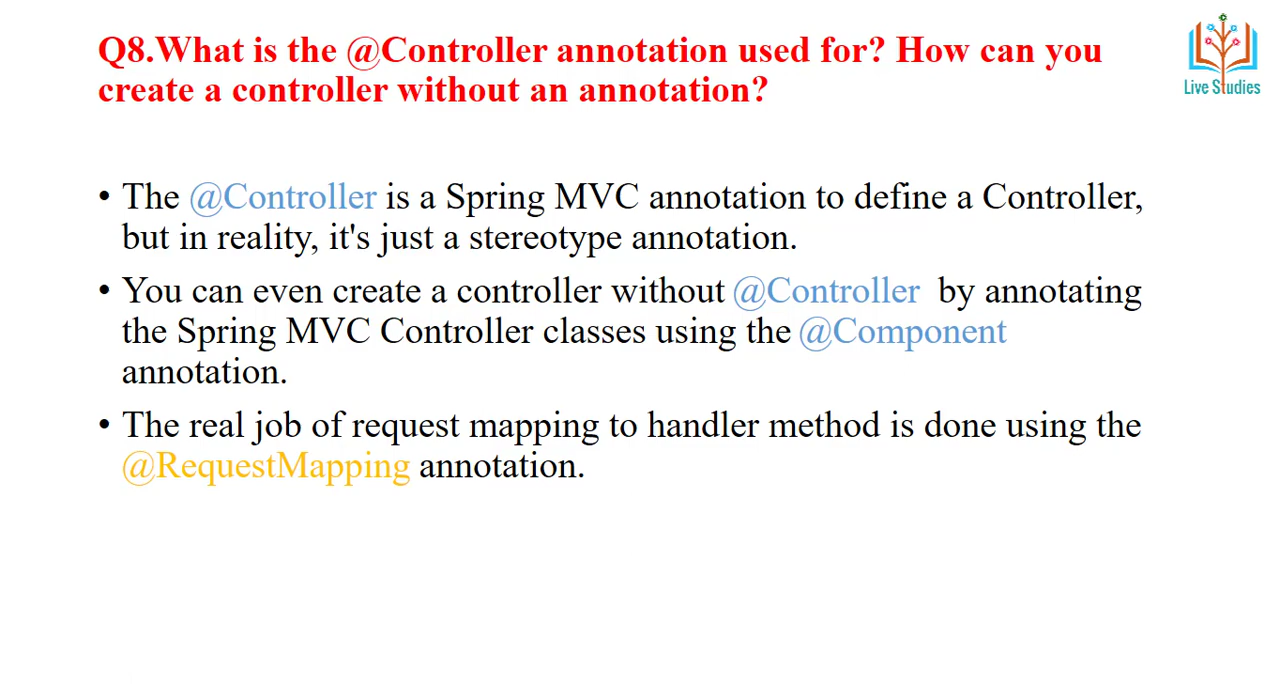 Q8.What is the @Controller annotation used for? How can you
create a controller without an annotation?
Live Studies
• The @Controller is a Spring MVC annotation to define a Controller,
but in reality, it's just a stereotype annotation.
• You can even create a controller without @Controller by annotating
the Spring MVC Controller classes using the @Component
annotation.
• The real job of request mapping to handler method is done using the
@RequestMapping annotation.